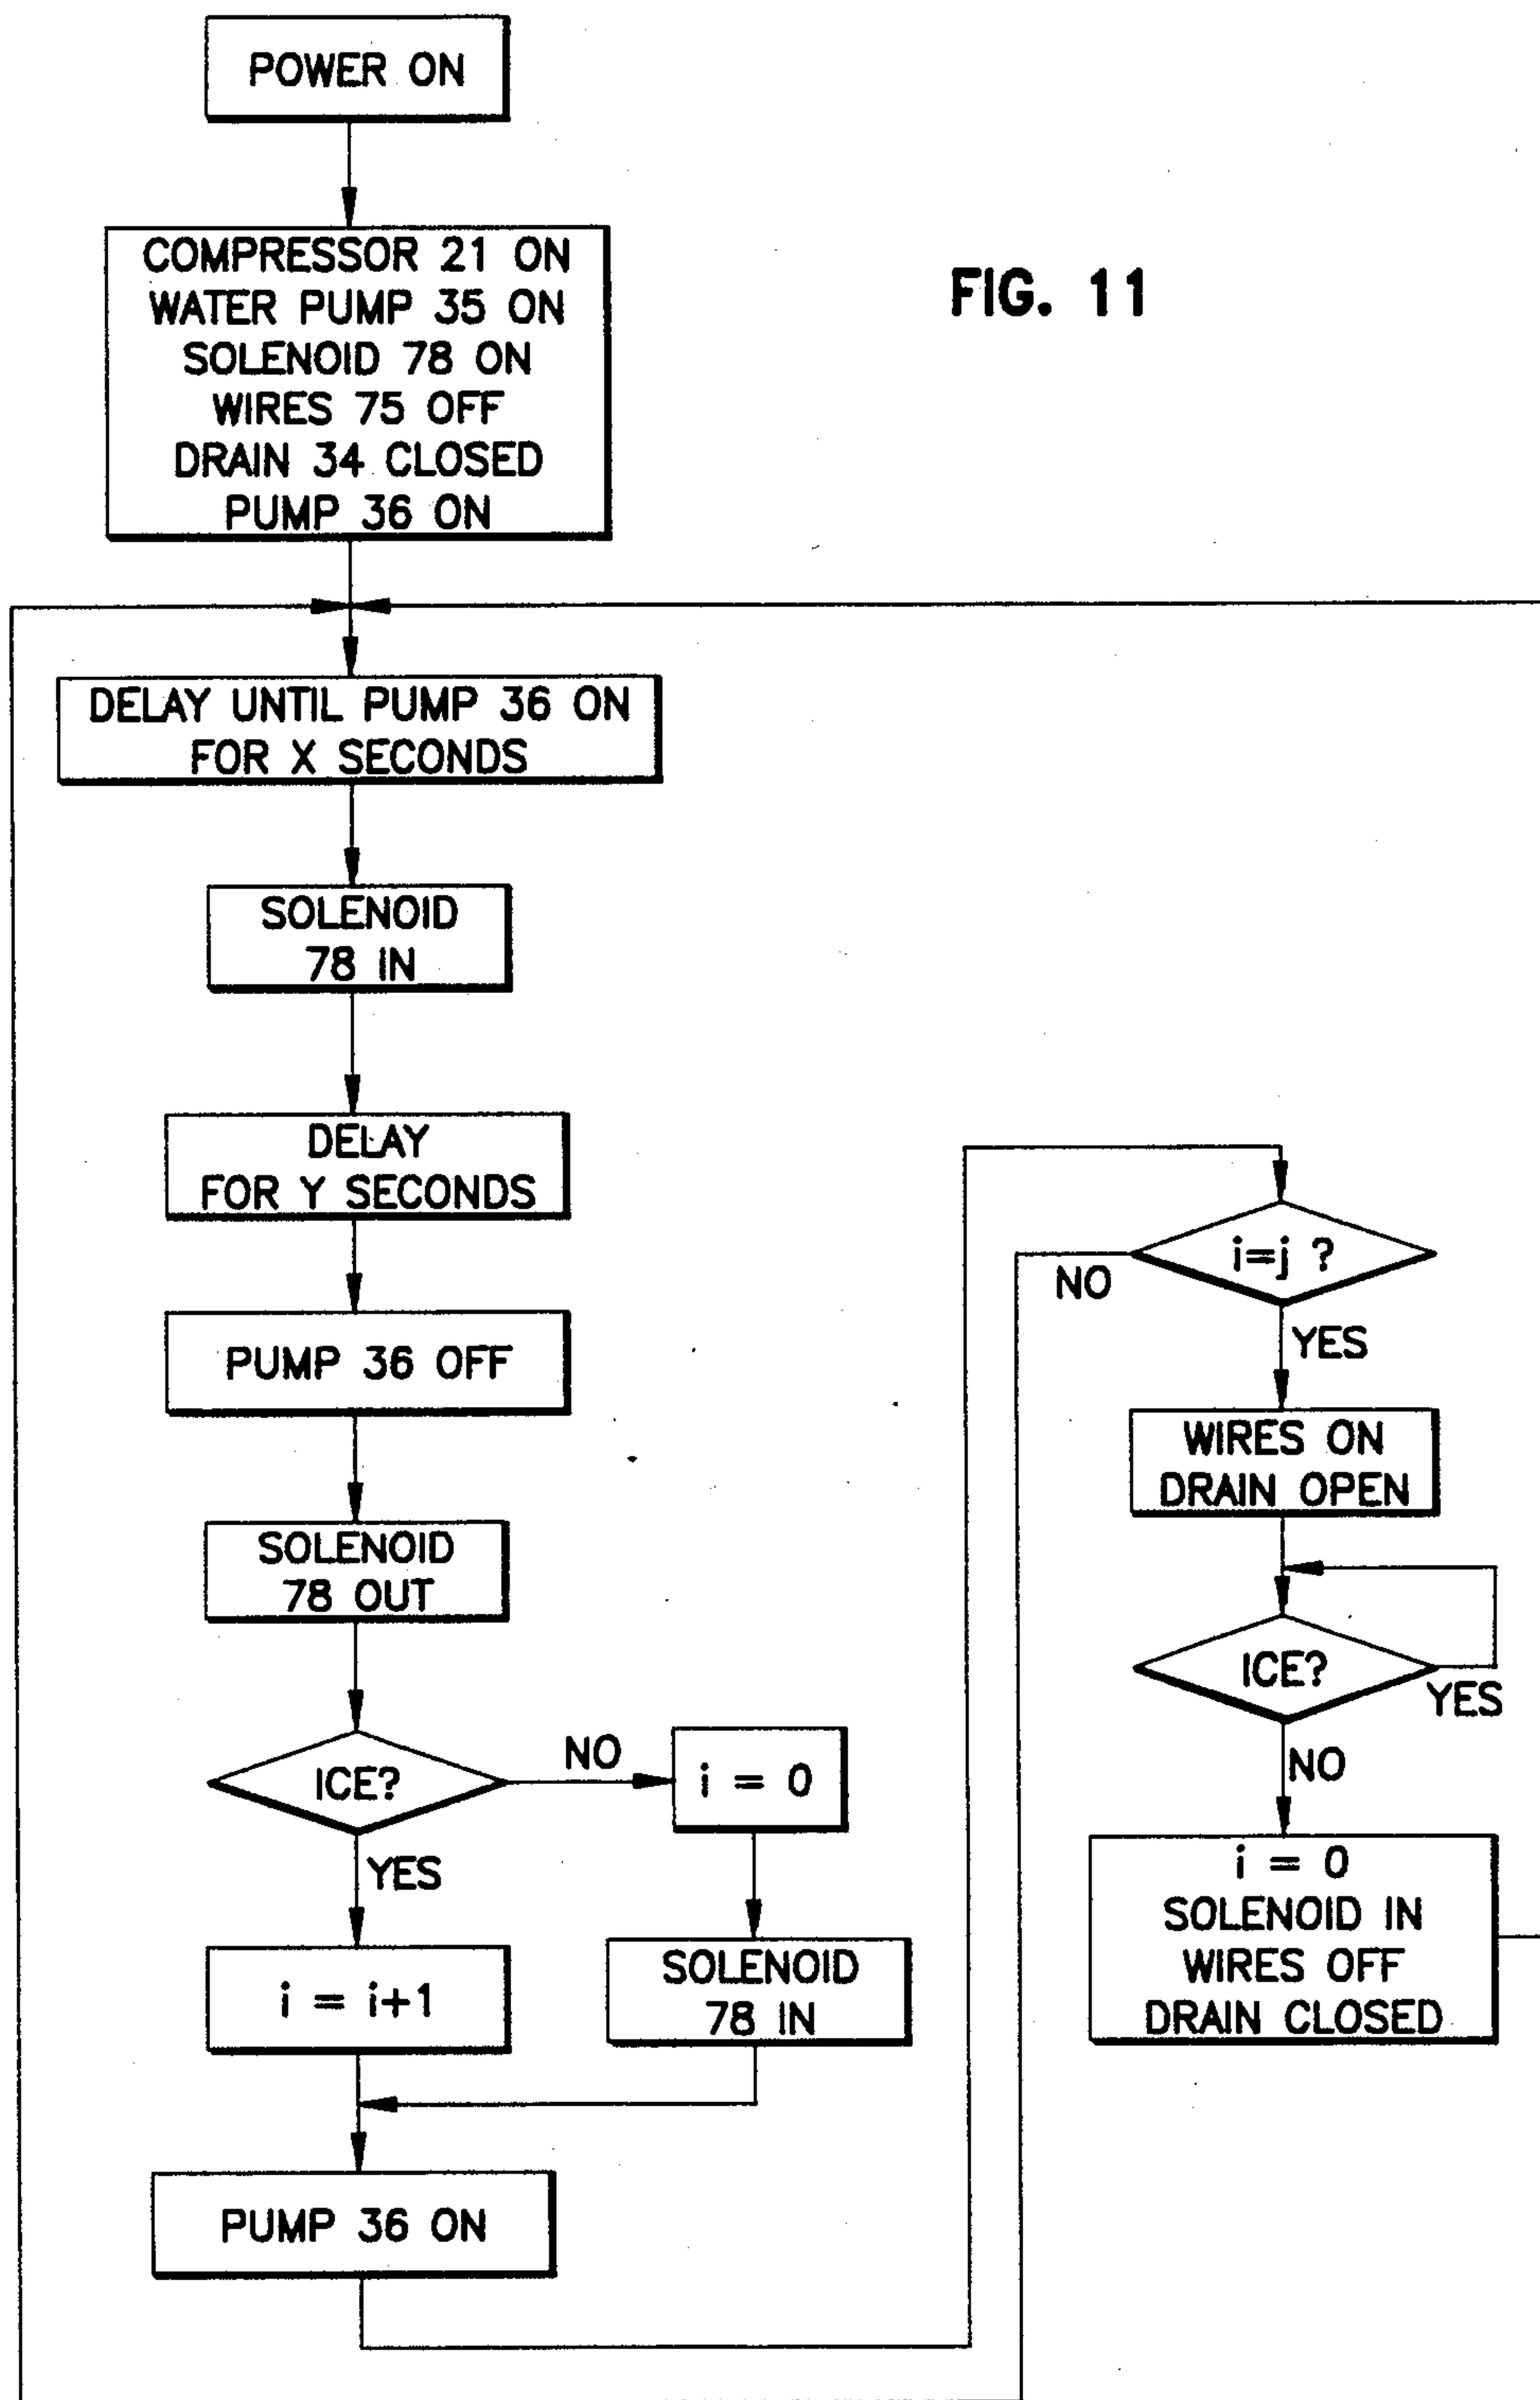 POWER ON
COMPRESSOR 21 ON
WATER PUMP 35 ON
SOLENOID 78 ON
WIRES 75 OFF
DRAIN 34 CLOSED
PUMP 36 ON
FIG. 11
DELAY UNTIL PUMP 36 ON
FOR X SECONDS
SOLENOID
78 IN
DELAY
FOR Y SECONDS
PUMP 36 OFF
SOLENOID
78 OUT
ICE?
NO
i = 0
YES
i = i+1
SOLENOID
78 IN
PUMP 36 ON
i=j ?
NO
YES
WIRES ON
DRAIN OPEN
ICE?
YES
NO
i = 0
SOLENOID IN
WIRES OFF
DRAIN CLOSED